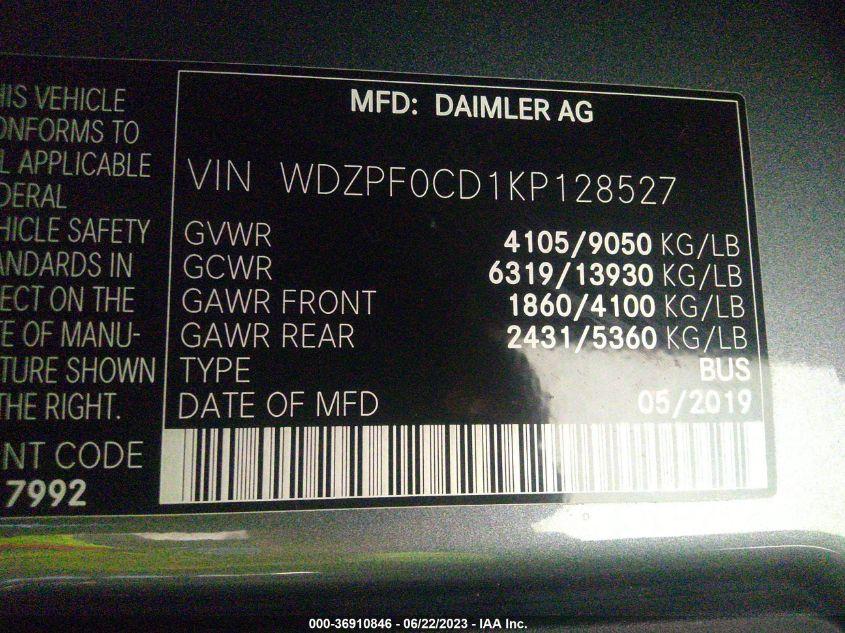 HIS VEHICLE
ONFORMS TO
L APPLICABLE
DERAL
HICLE SAFETY
ANDARDS IN
ECT ON THE
E OF MANU-
TURE SHOWN
THE RIGHT.
NT CODE
7992
MFD: DAIMLER AG
VIN WDZPF0CD1KP128527
GVWR 4105/9050 KG/LB
GCWR 6319/13930 KG/LB
GAWR FRONT 1860/4100 KG/LB
GAWR REAR 2431/5360 KG/LB
TYPE BUS
DATE OF MFD 05/2019
000-36910846 - 06/22/2023 - IAA Inc.